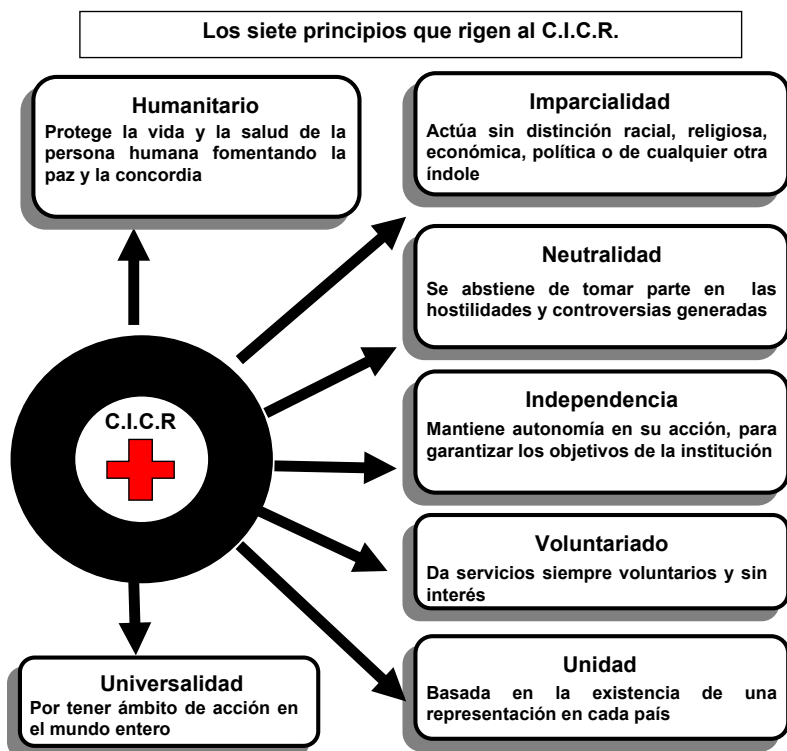 Los siete principios que rigen al C.I.C.R.
Humanitario
Protege la vida y la salud de la
persona humana fomentando la
paz y la concordia
Imparcialidad
Actúa sin distinción racial, religiosa,
económica, política o de cualquier otra
índole
Neutralidad
Se abstiene de tomar parte en las
hostilidades y controversias generadas
C.I.C.R
Independencia
Mantiene autonomía en su acción, para
garantizar los objetivos de la institución
Voluntariado
Da servicios siempre voluntarios y sin
interés
Unidad
Basada en la existencia de una
representación en cada país
Universalidad
Por tener ámbito de acción en
el mundo entero